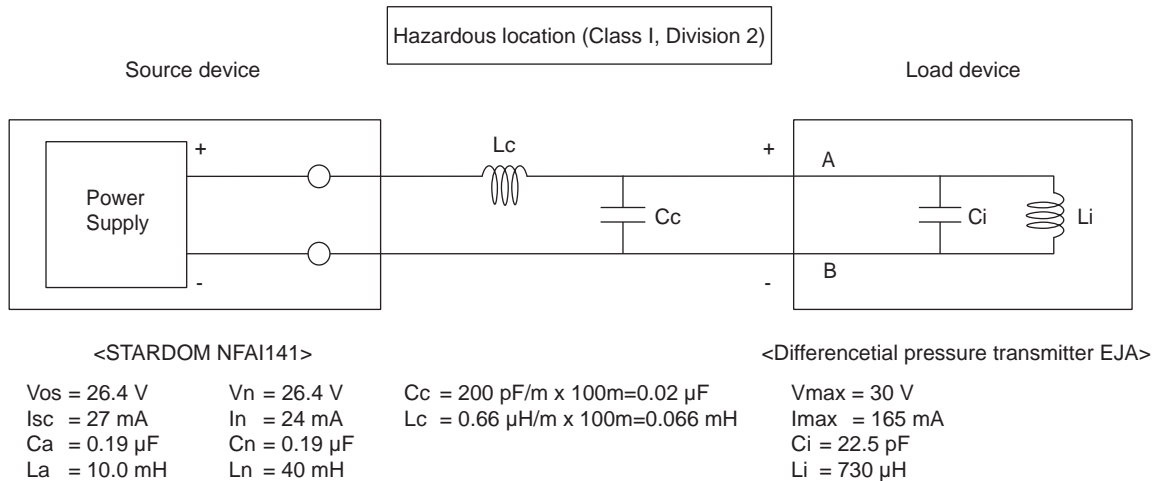 Hazardous location (Class I, Division 2)
Source device
Load device
Power
Supply
+
-
Lc
Cc
+
-
A
B
Ci
Li
<STARDOM NFAI141>
Vos = 26.4 V
Isc = 27 mA
Ca = 0.19 µF
La = 10.0 mH
Vn = 26.4 V
In = 24 mA
Cn = 0.19 µF
Ln = 40 mH
Cc = 200 pF/m x 100m=0.02 µF
Lc = 0.66 µH/m x 100m=0.066 mH
<Differencetial pressure transmitter EJA>
Vmax = 30 V
Imax = 165 mA
Ci = 22.5 pF
Li = 730 µH